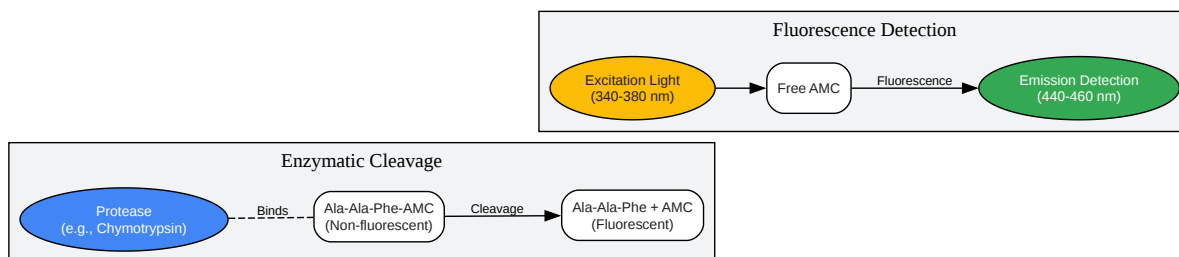 Fluorescence Detection
Excitation Light
(340-380 nm)
Free AMC
Fluorescence
Emission Detection
(440-460 nm)
Enzymatic Cleavage
Protease
(e.g., Chymotrypsin)
Binds
Ala-Ala-Phe-AMC
(Non-fluorescent)
Cleavage
Ala-Ala-Phe + AMC
(Fluorescent)